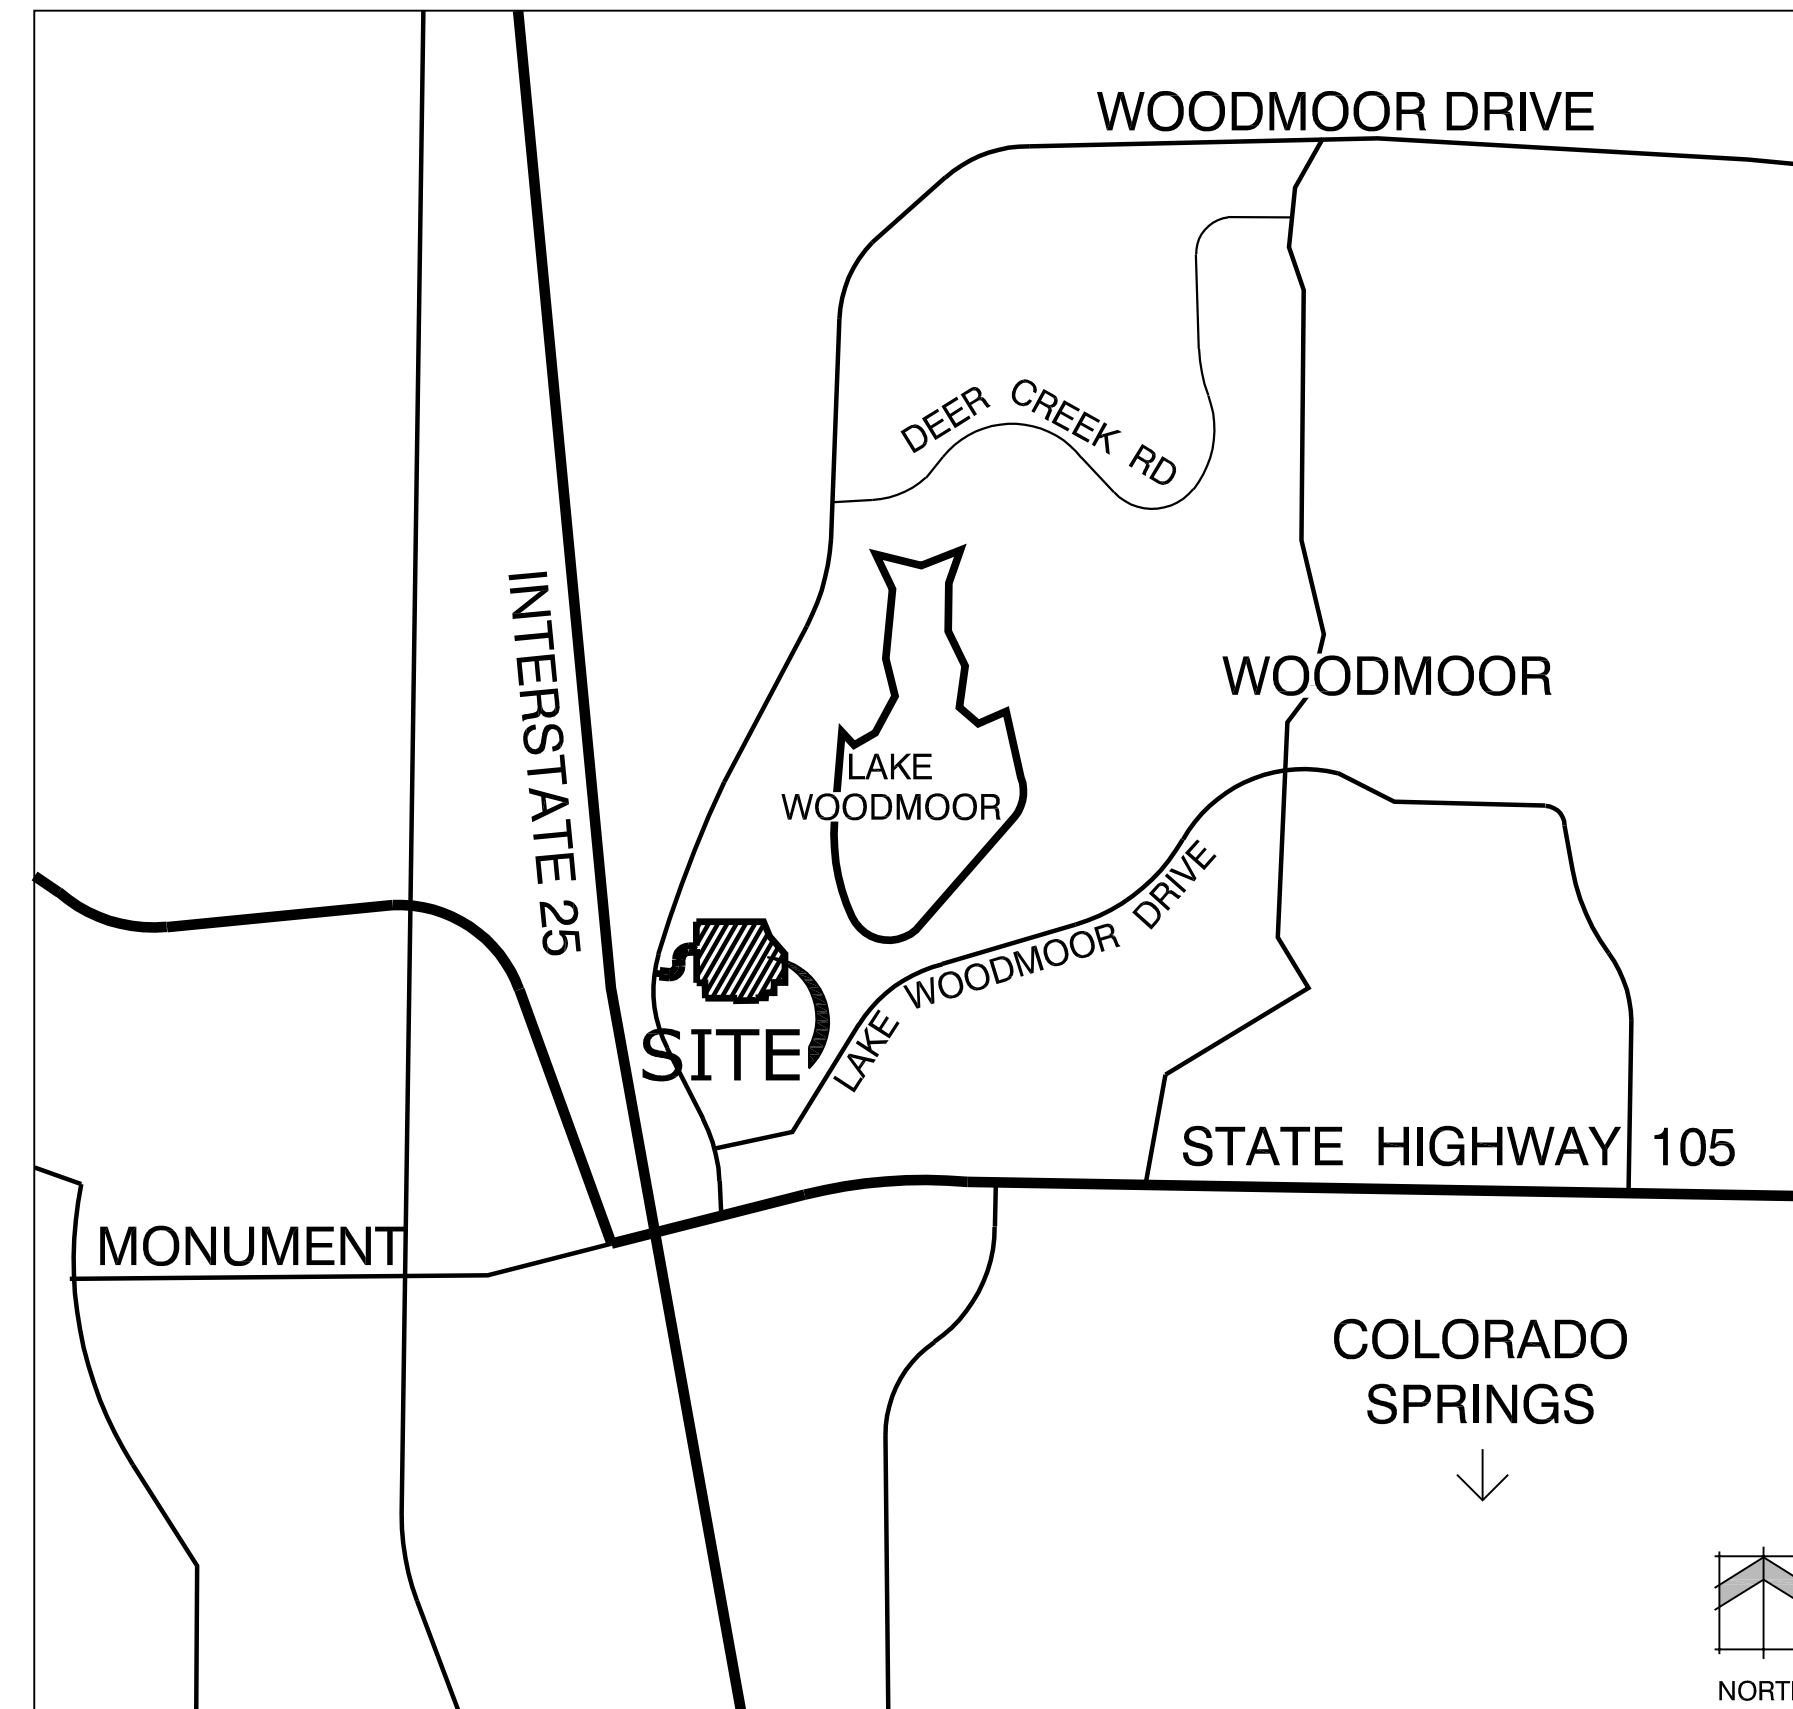 WOODMOOR DRIVE
DEER CREEK RD
INTERSTATE 25
WOODMOOR
LAKE
WOODMOOR
LAKE WOODMOOR DRIVE
SITE
STATE HIGHWAY 105
MONUMENT
COLORADO
SPRINGS
NORT